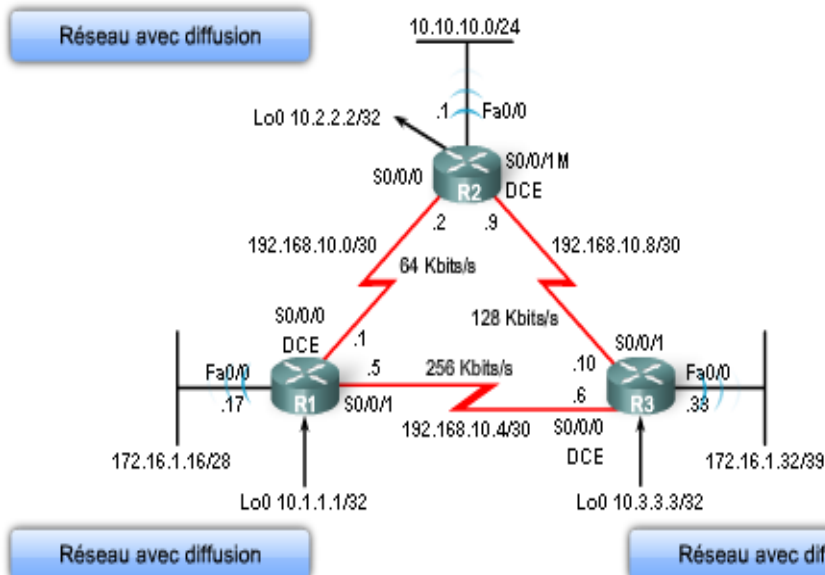 10.10.10.0/24
Réseau avec diffusion
.1 Fa0/0
Lo0 10.2.2.2/32
S0/0/1M
S0/0/0
R2
DCE
.2 .9
192.168.10.0/30 192.168.10.8/30
64 Kbits/s
S0/0/0
128 Kbits/s
DCE .1
S0/0/1
Fa0/0 .5 256 Kbits/s .10 Fa0/0
.17 R1 S0/0/1 .6 R3 .33
192.168.10.4/30 S0/0/0
172.16.1.16/28 DCE 172.16.1.32/39
Lo0 10.1.1.1/32 Lo0 10.3.3.3/32
Réseau avec diffusion Réseau avec dif